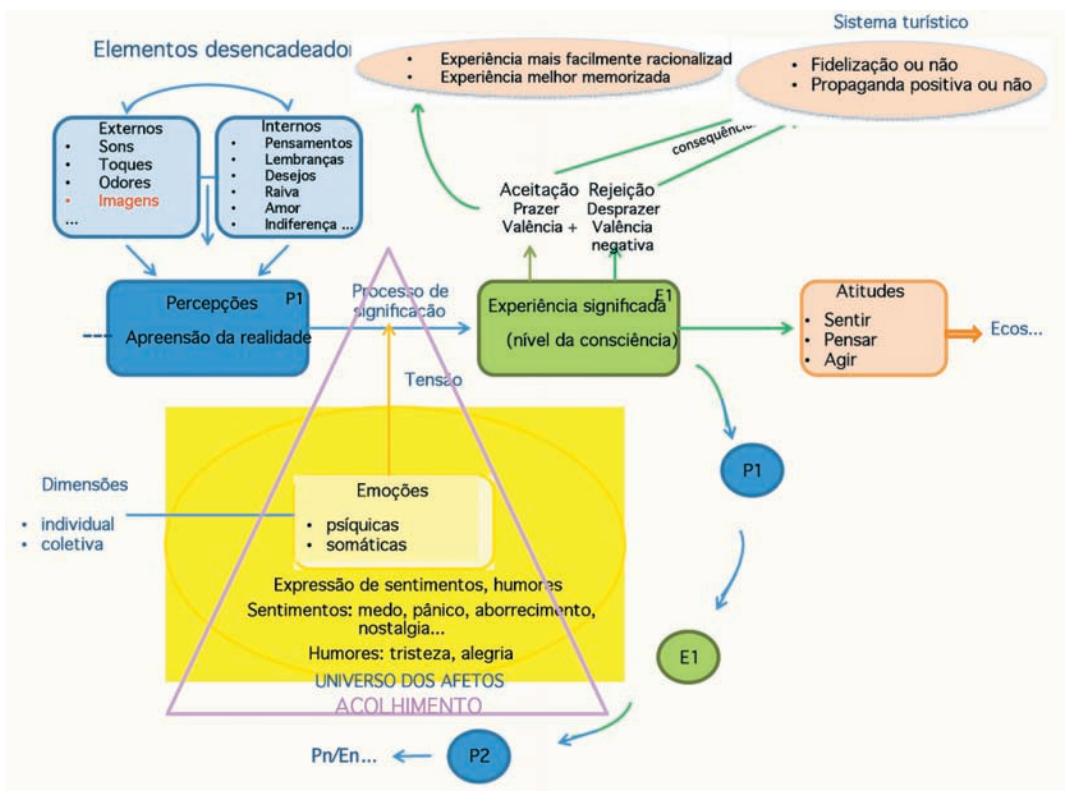 Sistema turístico
Elementos desencadeador
• Experiência mais facilmente racionalizad
• Experiência melhor memorizada
• Fidelização ou não
• Propaganda positiva ou não
Externos
• Sons
• Toques
• Odores
• Imagens
...
Internos
• Pensamentos
• Lembranças
• Desejos
• Raiva
• Amor
• Indiferença ...
consequência
Aceitação
Prazer
Valência +
Rejeição
Desprazer
Valência
negativa
Percepções P1
Apreensão da realidade
Processo de
significação
Experiência significada E1
(nível da consciência)
Atitudes
• Sentir
• Pensar
• Agir
Ecos...
Tensão
P1
Dimensões
• individual
• coletiva
Emoções
• psíquicas
• somáticas
Expressão de sentimentos, humores
Sentimentos: medo, pânico, aborrecimento,
nostalgia...
Humores: tristeza, alegria
UNIVERSO DOS AFETOS
ACOLHIMENTO
E1
P2
Pn/En...